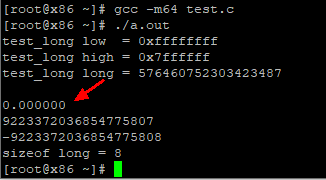 [root@x86 ~]# gcc -m64 test.c
[root@x86 ~]# ./a.out
test_long low  = 0xffffffff
test_long high = 0x7ffffff
test_long long = 576460752303423487
0.000000
9223372036854775807
-9223372036854775808
sizeof long = 8
[root@x86 ~]#